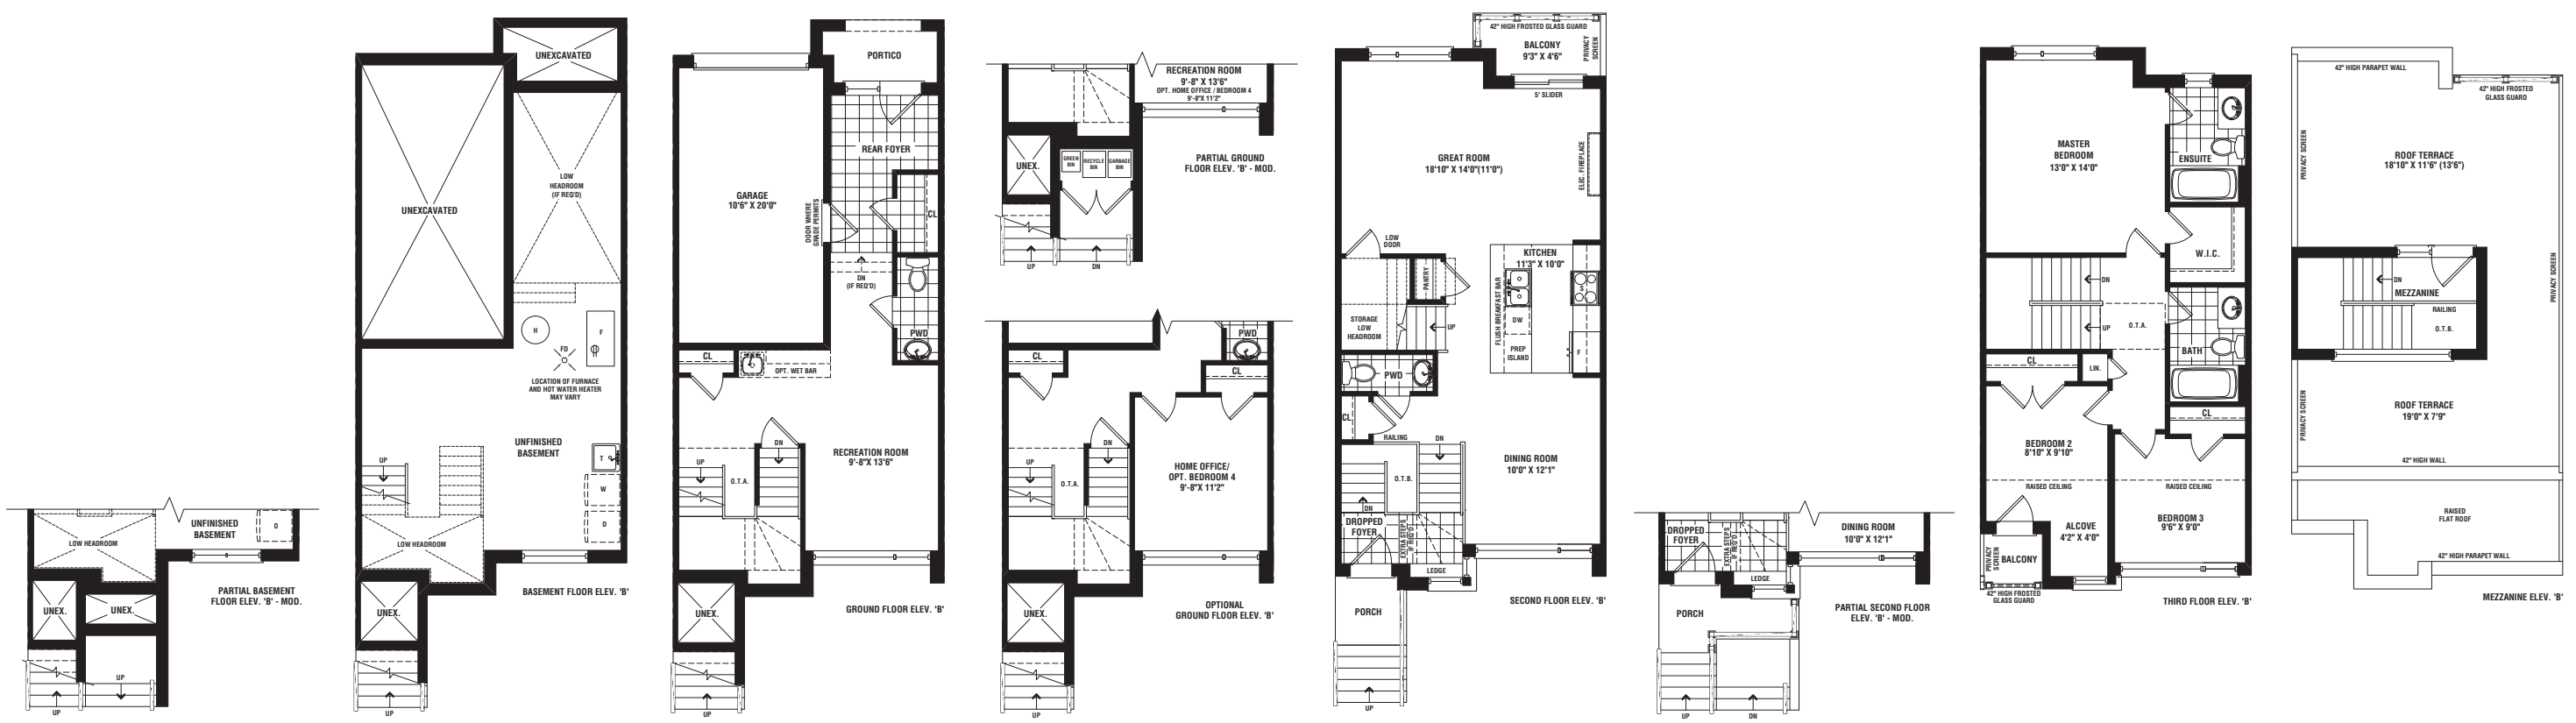 UNFINISHED
BASEMENT
D
LOW HEADROOM
UNEX.
UNEX.
UP
UP
PARTIAL BASEMENT
FLOOR ELEV. 'B' - MOD.
UNEXCAVATED
UNEXCAVATED
LOW
HEADROOM
(IF REQ'D)
H
F
FD
LOCATION OF FURNACE
AND HOT WATER HEATER
MAY VARY
UNFINISHED
BASEMENT
UP
T
W
D
LOW HEADROOM
UNEX.
UP
BASEMENT FLOOR ELEV. 'B'
PORTICO
REAR FOYER
GARAGE
10'6" X 20'0"
DOOR WHERE
GRADE PERMITS
CL
DN
(IF REQ'D)
PWD
CL
OPT. WET BAR
DN
UP
O.T.A.
RECREATION ROOM
9'-8"X 13'6"
UNEX.
UP
GROUND FLOOR ELEV. 'B'
RECREATION ROOM
9'-8" X 13'6"
OPT. HOME OFFICE / BEDROOM 4
9'-8"X 11'2"
UNEX.
GREEN
BIN
RECYCLE
BIN
GARBAGE
BIN
UP
DN
PARTIAL GROUND
FLOOR ELEV. 'B' - MOD.
PWD
CL
CL
DN
UP
O.T.A.
HOME OFFICE/
OPT. BEDROOM 4
9'-8"X 11'2"
UNEX.
UP
OPTIONAL
GROUND FLOOR ELEV. 'B'
42" HIGH FROSTED GLASS GUARD
BALCONY
9'3" X 4'6"
PRIVACY
SCREEN
5' SLIDER
GREAT ROOM
18'10" X 14'0"(11'0")
ELEC. FIREPLACE
LOW
DOOR
KITCHEN
11'3" X 10'0"
PANTRY
FLUSH BREAKFAST BAR
S
DW
STORAGE
LOW
HEADROOM
UP
PREP
ISLAND
F
PWD
CL
RAILING
DN
O.T.B.
DINING ROOM
10'0" X 12'1"
DN
DROPPED
FOYER
EXTRA STEPS
IF REQ'D
LEDGE
PORCH
UP
SECOND FLOOR ELEV. 'B'
DROPPED
FOYER
EXTRA STEPS
IF REQ'D
DINING ROOM
10'0" X 12'1"
LEDGE
PORCH
UP
DN
PARTIAL SECOND FLOOR
ELEV. 'B' - MOD.
MASTER
BEDROOM
13'0" X 14'0"
ENSUITE
W.I.C.
DN
UP
O.T.A.
BATH
CL
LIN.
CL
BEDROOM 2
8'10" X 9'10"
RAISED CEILING
RAISED CEILING
ALCOVE
4'2" X 4'0"
BEDROOM 3
9'6" X 9'0"
PRIVACY
SCREEN
BALCONY
42" HIGH FROSTED
GLASS GUARD
THIRD FLOOR ELEV. 'B'
42" HIGH PARAPET WALL
42" HIGH FROSTED
GLASS GUARD
PRIVACY SCREEN
ROOF TERRACE
18'10" X 11'6" (13'6")
PRIVACY SCREEN
DN
MEZZANINE
RAILING
O.T.B.
PRIVACY SCREEN
ROOF TERRACE
19'0" X 7'9"
42" HIGH WALL
RAISED
FLAT ROOF
42" HIGH PARAPET WALL
MEZZANINE ELEV. 'B'